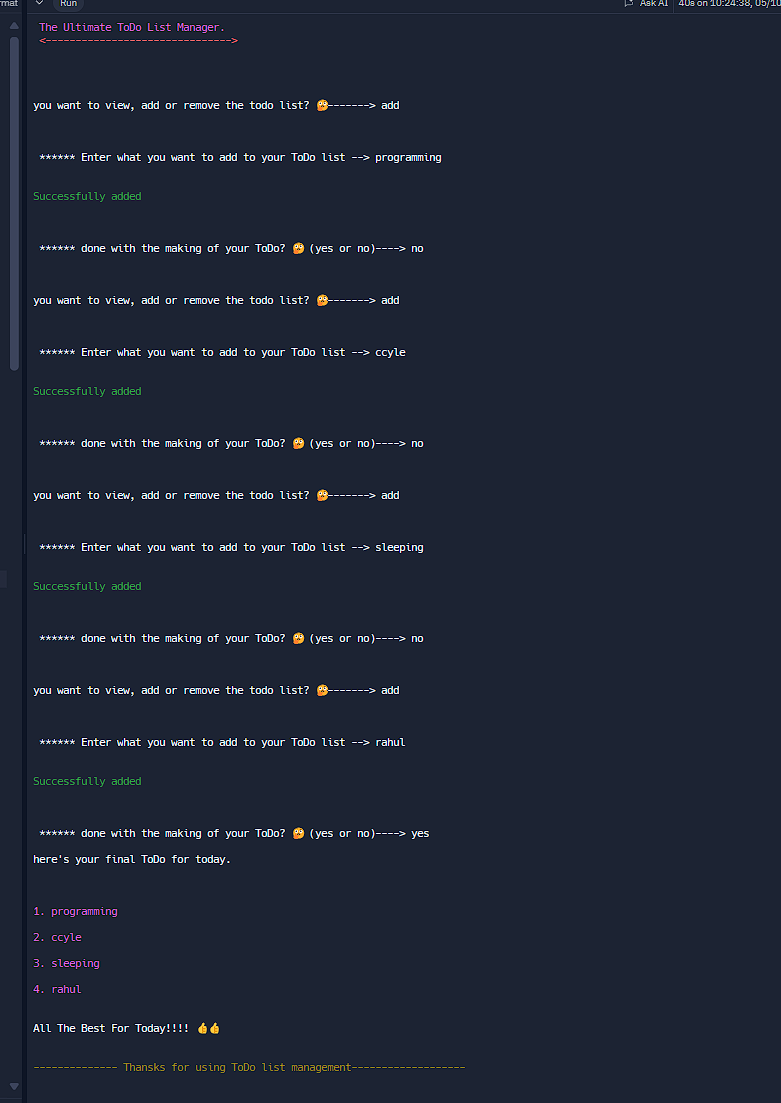 rmat Run Ask AI 40s on 10:24:38, 05/10
The Ultimate ToDo List Manager.
<------------------------------->
you want to view, add or remove the todo list? 🤔-------> add
****** Enter what you want to add to your ToDo list --> programming
Successfully added
****** done with the making of your ToDo? 🤔 (yes or no)----> no
you want to view, add or remove the todo list? 🤔-------> add
****** Enter what you want to add to your ToDo list --> ccyle
Successfully added
****** done with the making of your ToDo? 🤔 (yes or no)----> no
you want to view, add or remove the todo list? 🤔-------> add
****** Enter what you want to add to your ToDo list --> sleeping
Successfully added
****** done with the making of your ToDo? 🤔 (yes or no)----> no
you want to view, add or remove the todo list? 🤔-------> add
****** Enter what you want to add to your ToDo list --> rahul
Successfully added
****** done with the making of your ToDo? 🤔 (yes or no)----> yes
here's your final ToDo for today.
1. programming
2. ccyle
3. sleeping
4. rahul
All The Best For Today!!!! 👍👍
-------------- Thansks for using ToDo list management-------------------